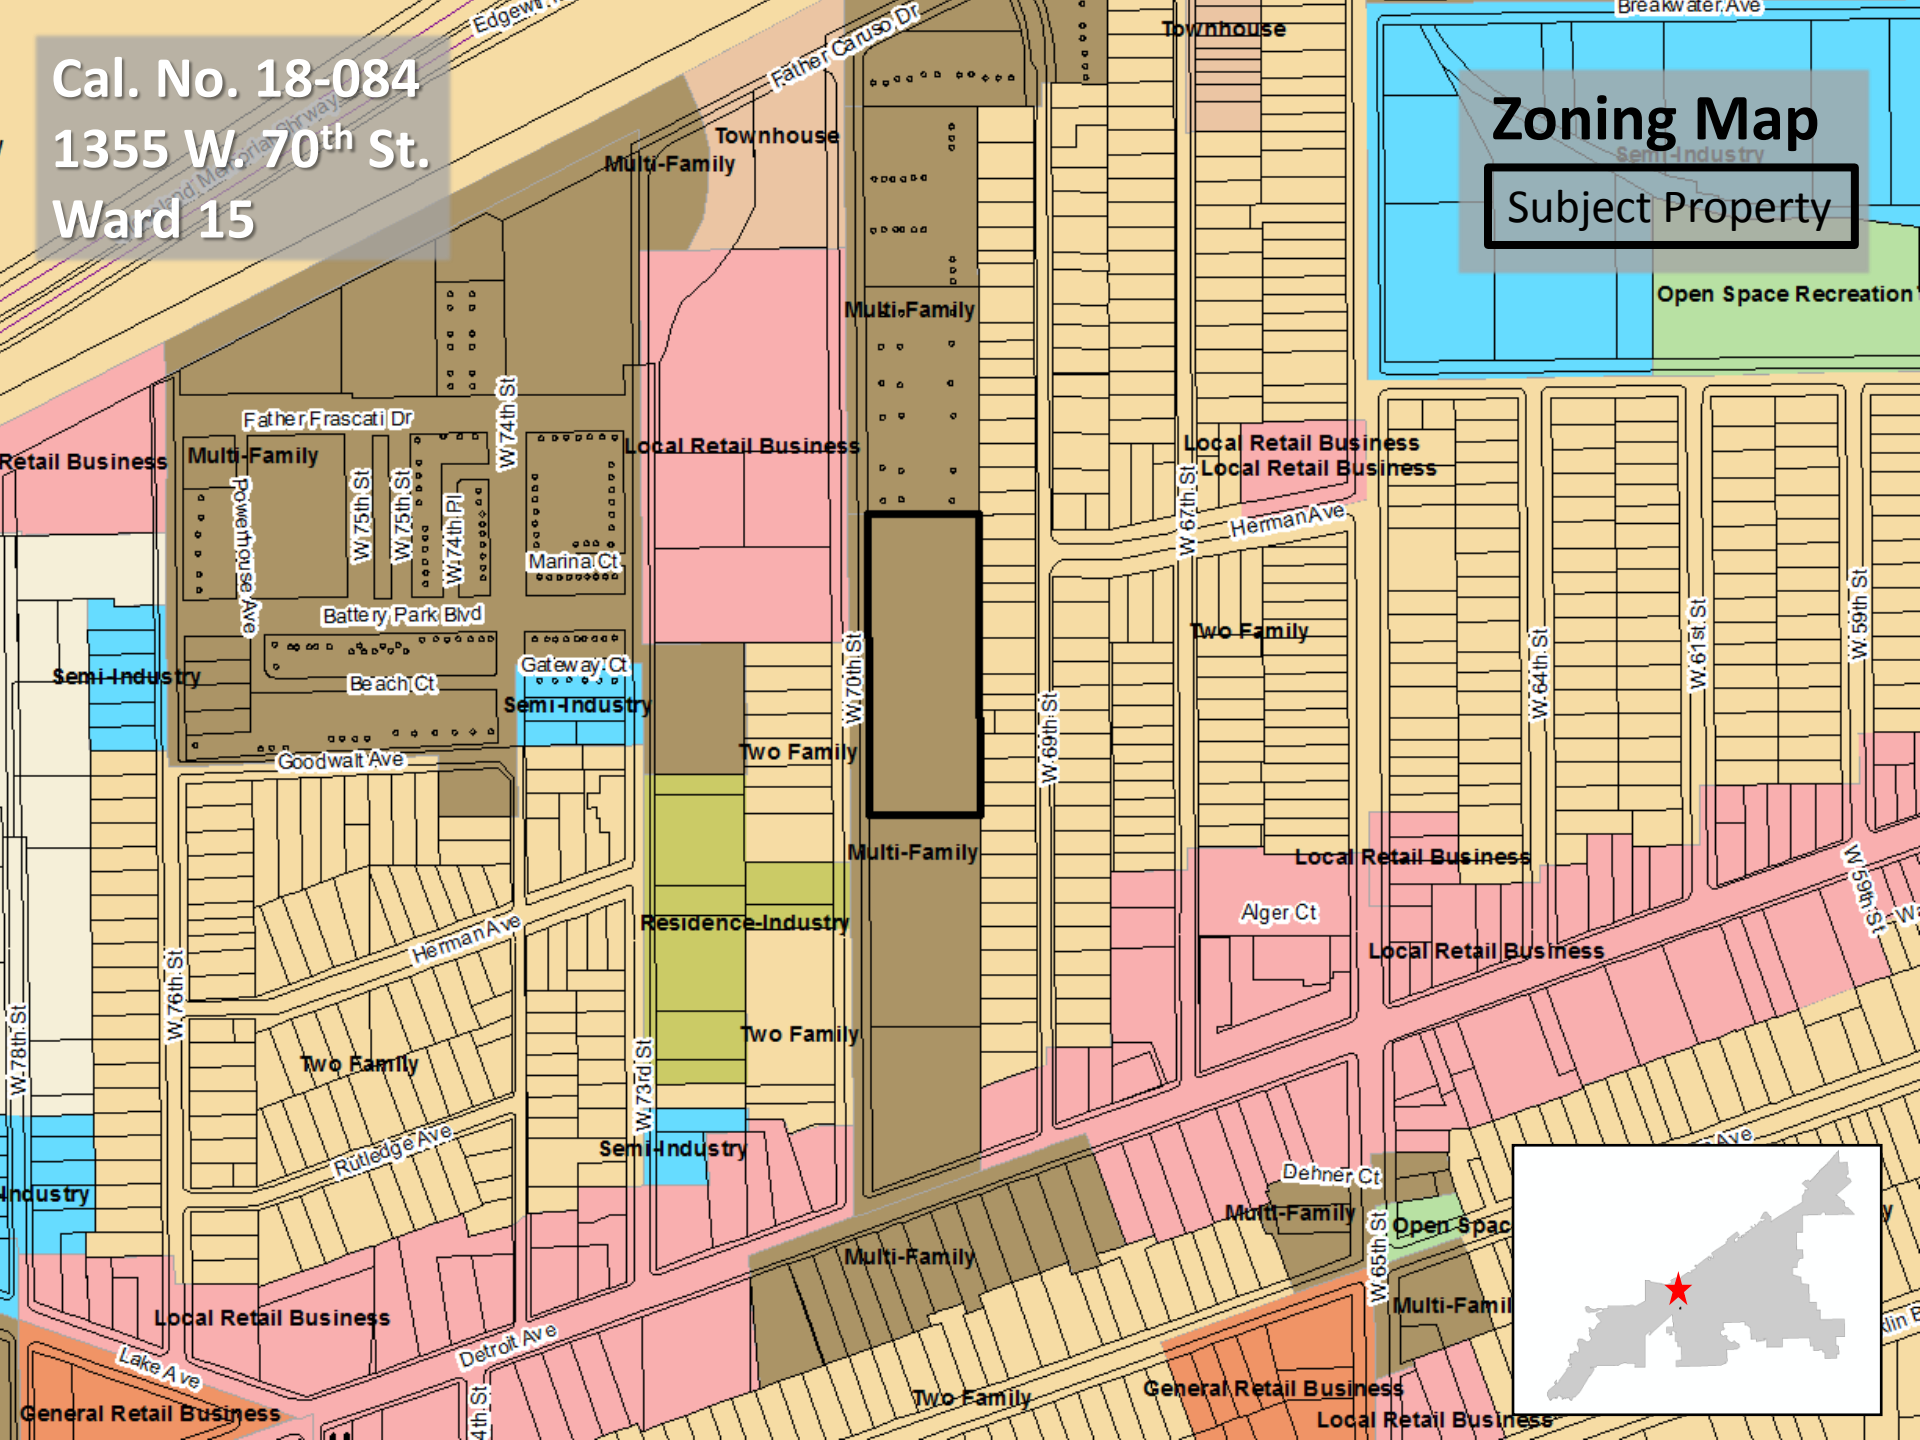 Cal. No. 18-084
1355 W. 70th St.
Ward 15
Zoning Map
Subject Property
Breakwater Ave
Father Caruso Dr
Townhouse
Townhouse
Multi-Family
Semi-Industry
Open Space Recreation
Multi-Family
Father Frascati Dr
W 74th St
Local Retail Business
Local Retail Business
Local Retail Business
Retail Business
Multi-Family
Powerhouse Ave
W 75th St
W 75th St
W 74th Pl
W 67th St
Herman Ave
Marina Ct
Battery Park Blvd
W 70th St
Two Family
W 64th St
W 61st St
W 59th St
Semi-Industry
Gateway Ct
Beach Ct
Semi-Industry
W 69th St
Goodwalt Ave
Two Family
Multi-Family
Local Retail Business
W 59th St
Alger Ct
Residence-Industry
Herman Ave
Local Retail Business
W 76th St
W 78th St
Two Family
Two Family
W 73rd St
Rutledge Ave
Semi-Industry
Industry
Dehner Ct
Ave
Multi-Family
W 65th St
Open Spac
Multi-Family
Multi-Famil
Local Retail Business
Detroit Ave
Lake Ave
4th St
Two Family
General Retail Business
General Retail Business
Local Retail Business